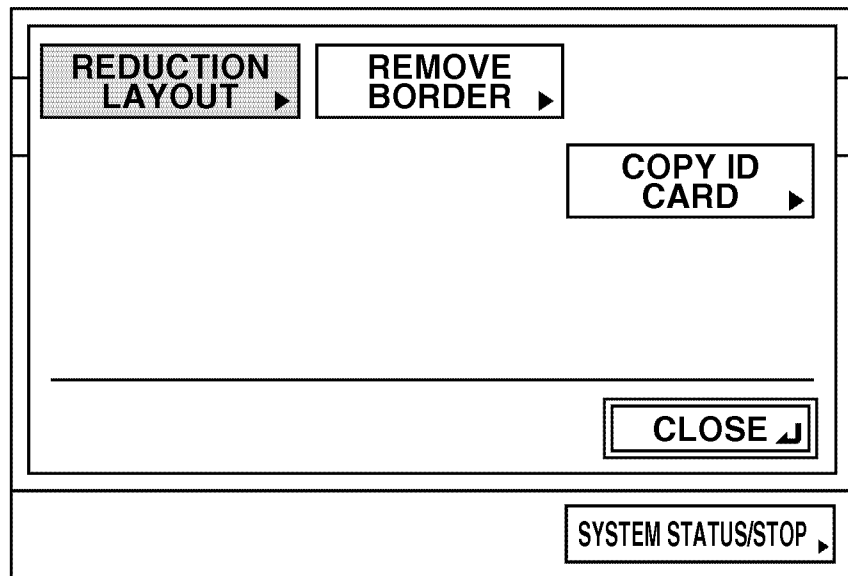 REDUCTION
LAYOUT
REMOVE
BORDER
COPY ID
CARD
CLOSE
SYSTEM STATUS/STOP